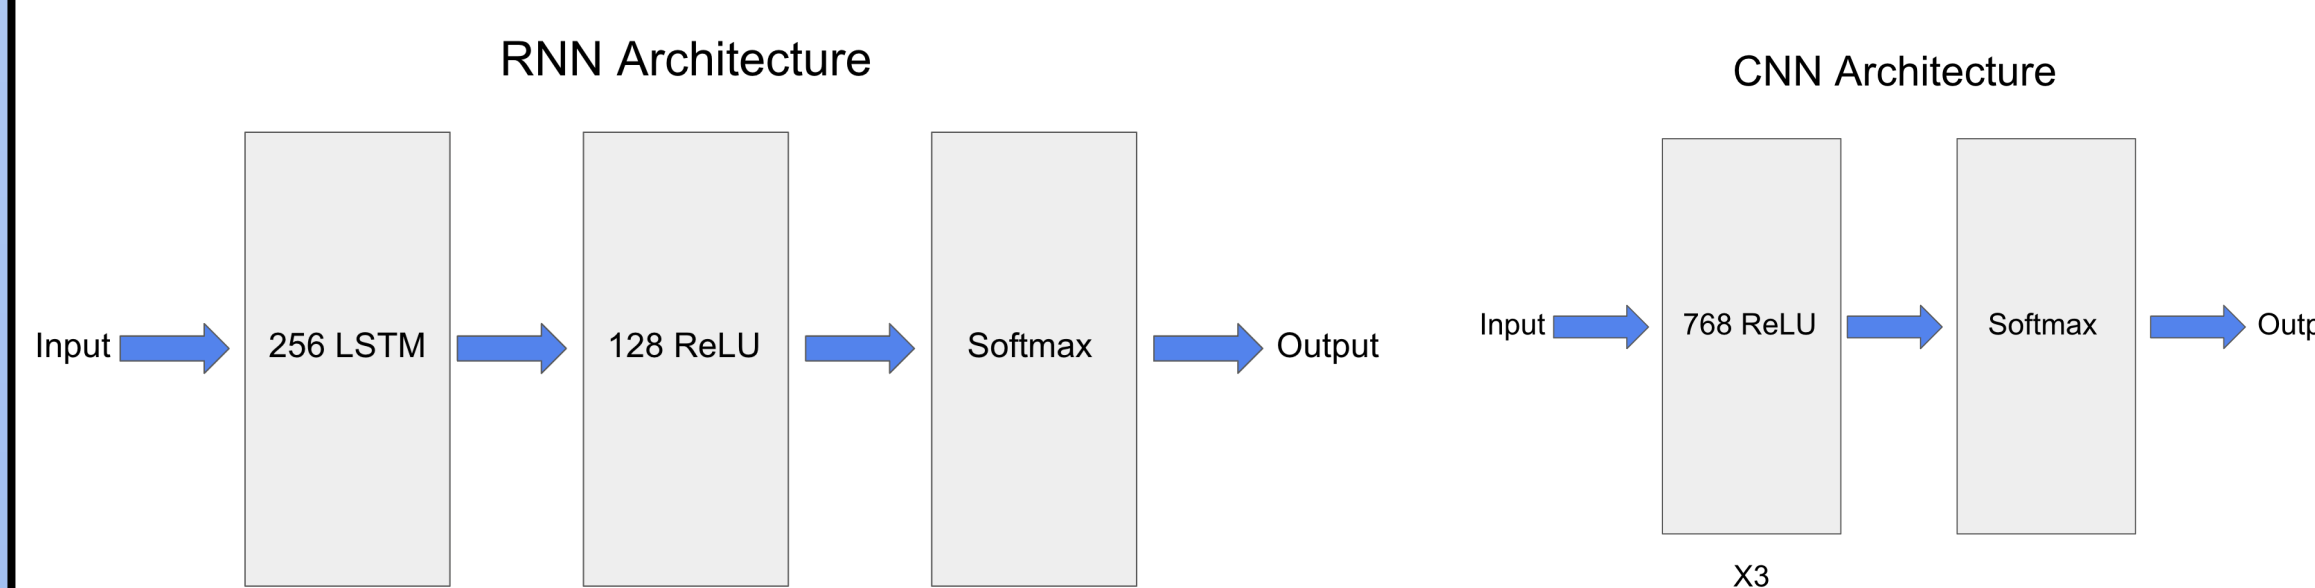 RNN Architecture
Input
256 LSTM
128 ReLU
Softmax
Output
CNN Architecture
Input
768 ReLU
Softmax
X3